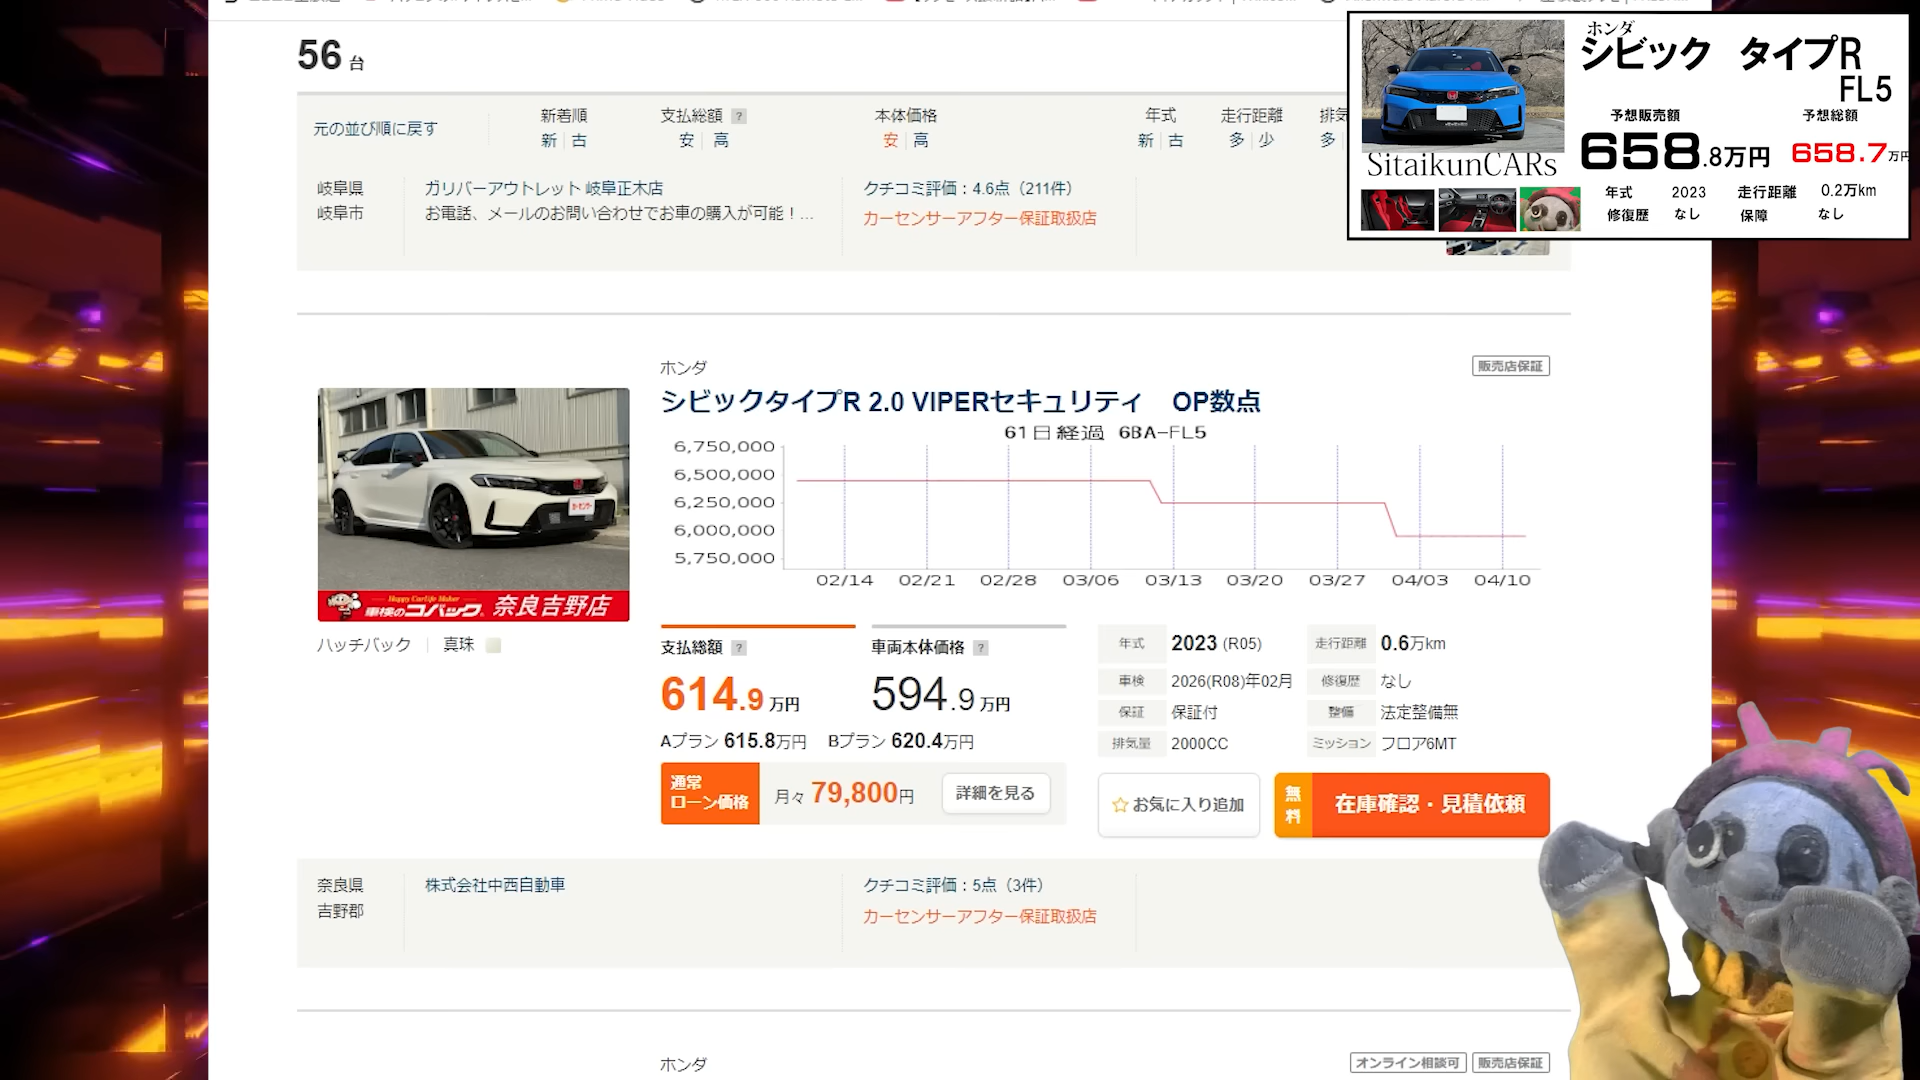 56 台
元の並び順に戻す
新着順
新 古
支払総額 ?
安 高
本体価格
安 高
年式
新 古
走行距離
多 少
排気
多
岐阜県
岐阜市
ガリバーアウトレット 岐阜正木店
お電話、メールのお問い合わせでお車の購入が可能！…
クチコミ評価：4.6点（211件）
カーセンサーアフター保証取扱店
ホンダ
シビック タイプR
FL5
予想販売額
658.8万円
予想総額
658.7万円
SitaikunCARs
年式 2023 走行距離 0.2万km
修復歴 なし 保障 なし
ホンダ
販売店保証
シビックタイプR 2.0 VIPERセキュリティ OP数点
61日経過 6BA-FL5
6,750,000
6,500,000
6,250,000
6,000,000
5,750,000
02/14 02/21 02/28 03/06 03/13 03/20 03/27 04/03 04/10
Happy CarLife Maker
車検のコバック 奈良吉野店
ハッチバック 真珠
支払総額 ?
614.9 万円
車両本体価格 ?
594.9 万円
Aプラン 615.8万円 Bプラン 620.4万円
通常
ローン価格
月々 79,800円
詳細を見る
年式 2023 (R05) 走行距離 0.6万km
車検 2026(R08)年02月 修復歴 なし
保証 保証付 整備 法定整備無
排気量 2000CC ミッション フロア6MT
お気に入り追加
無料
在庫確認・見積依頼
奈良県
吉野郡
株式会社中西自動車
クチコミ評価：5点（3件）
カーセンサーアフター保証取扱店
ホンダ
オンライン相談可 販売店保証